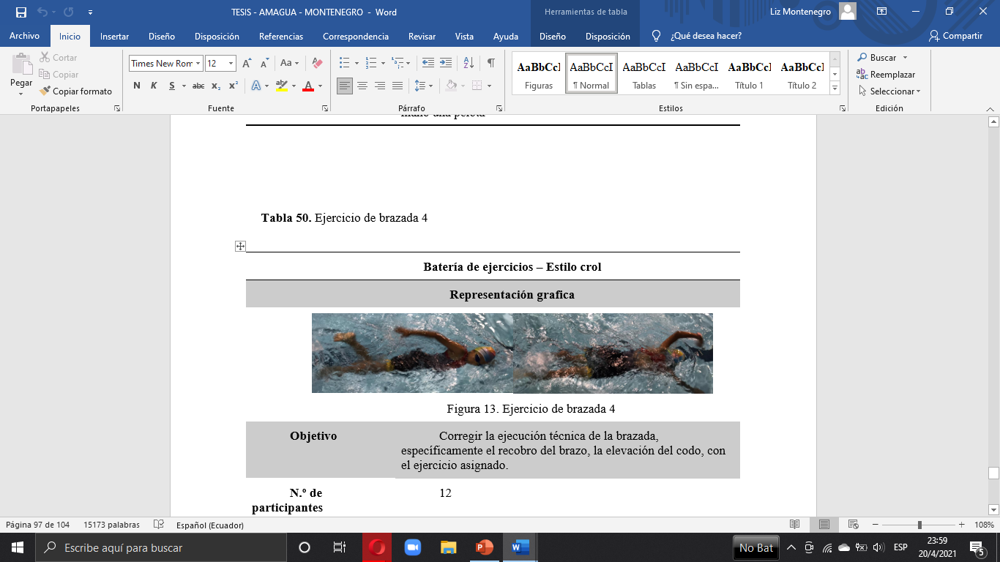 TESIS - AMAGUA - MONTENEGRO - Word
Herramientas de tabla
Liz Montenegro
Archivo Inicio Insertar Diseño Disposición Referencias Correspondencia Revisar Vista Ayuda Diseño Disposición ¿Qué desea hacer? Compartir
Pegar
Cortar
Copiar
Copiar formato
Portapapeles
Times New Rom 12
N K S abc x₂ x²
Fuente
Párrafo
AaBbCcI AaBbCcI AaBbCcI AaBbCcI AaBbCcI AaBbCcI
Figuras ¶ Normal Tablas ¶ Sin espa... Título 1 Título 2
Estilos
Buscar
Reemplazar
Seleccionar
Edición
mano una pelota
Tabla 50. Ejercicio de brazada 4
Batería de ejercicios – Estilo crol
Representación grafica
Figura 13. Ejercicio de brazada 4
Objetivo
Corregir la ejecución técnica de la brazada,
específicamente el recobro del brazo, la elevación del codo, con
el ejercicio asignado.
N.º de
participantes
12
Página 97 de 104 15173 palabras Español (Ecuador) 108%
Escribe aquí para buscar
No Bat
ESP
23:59
20/4/2021
5